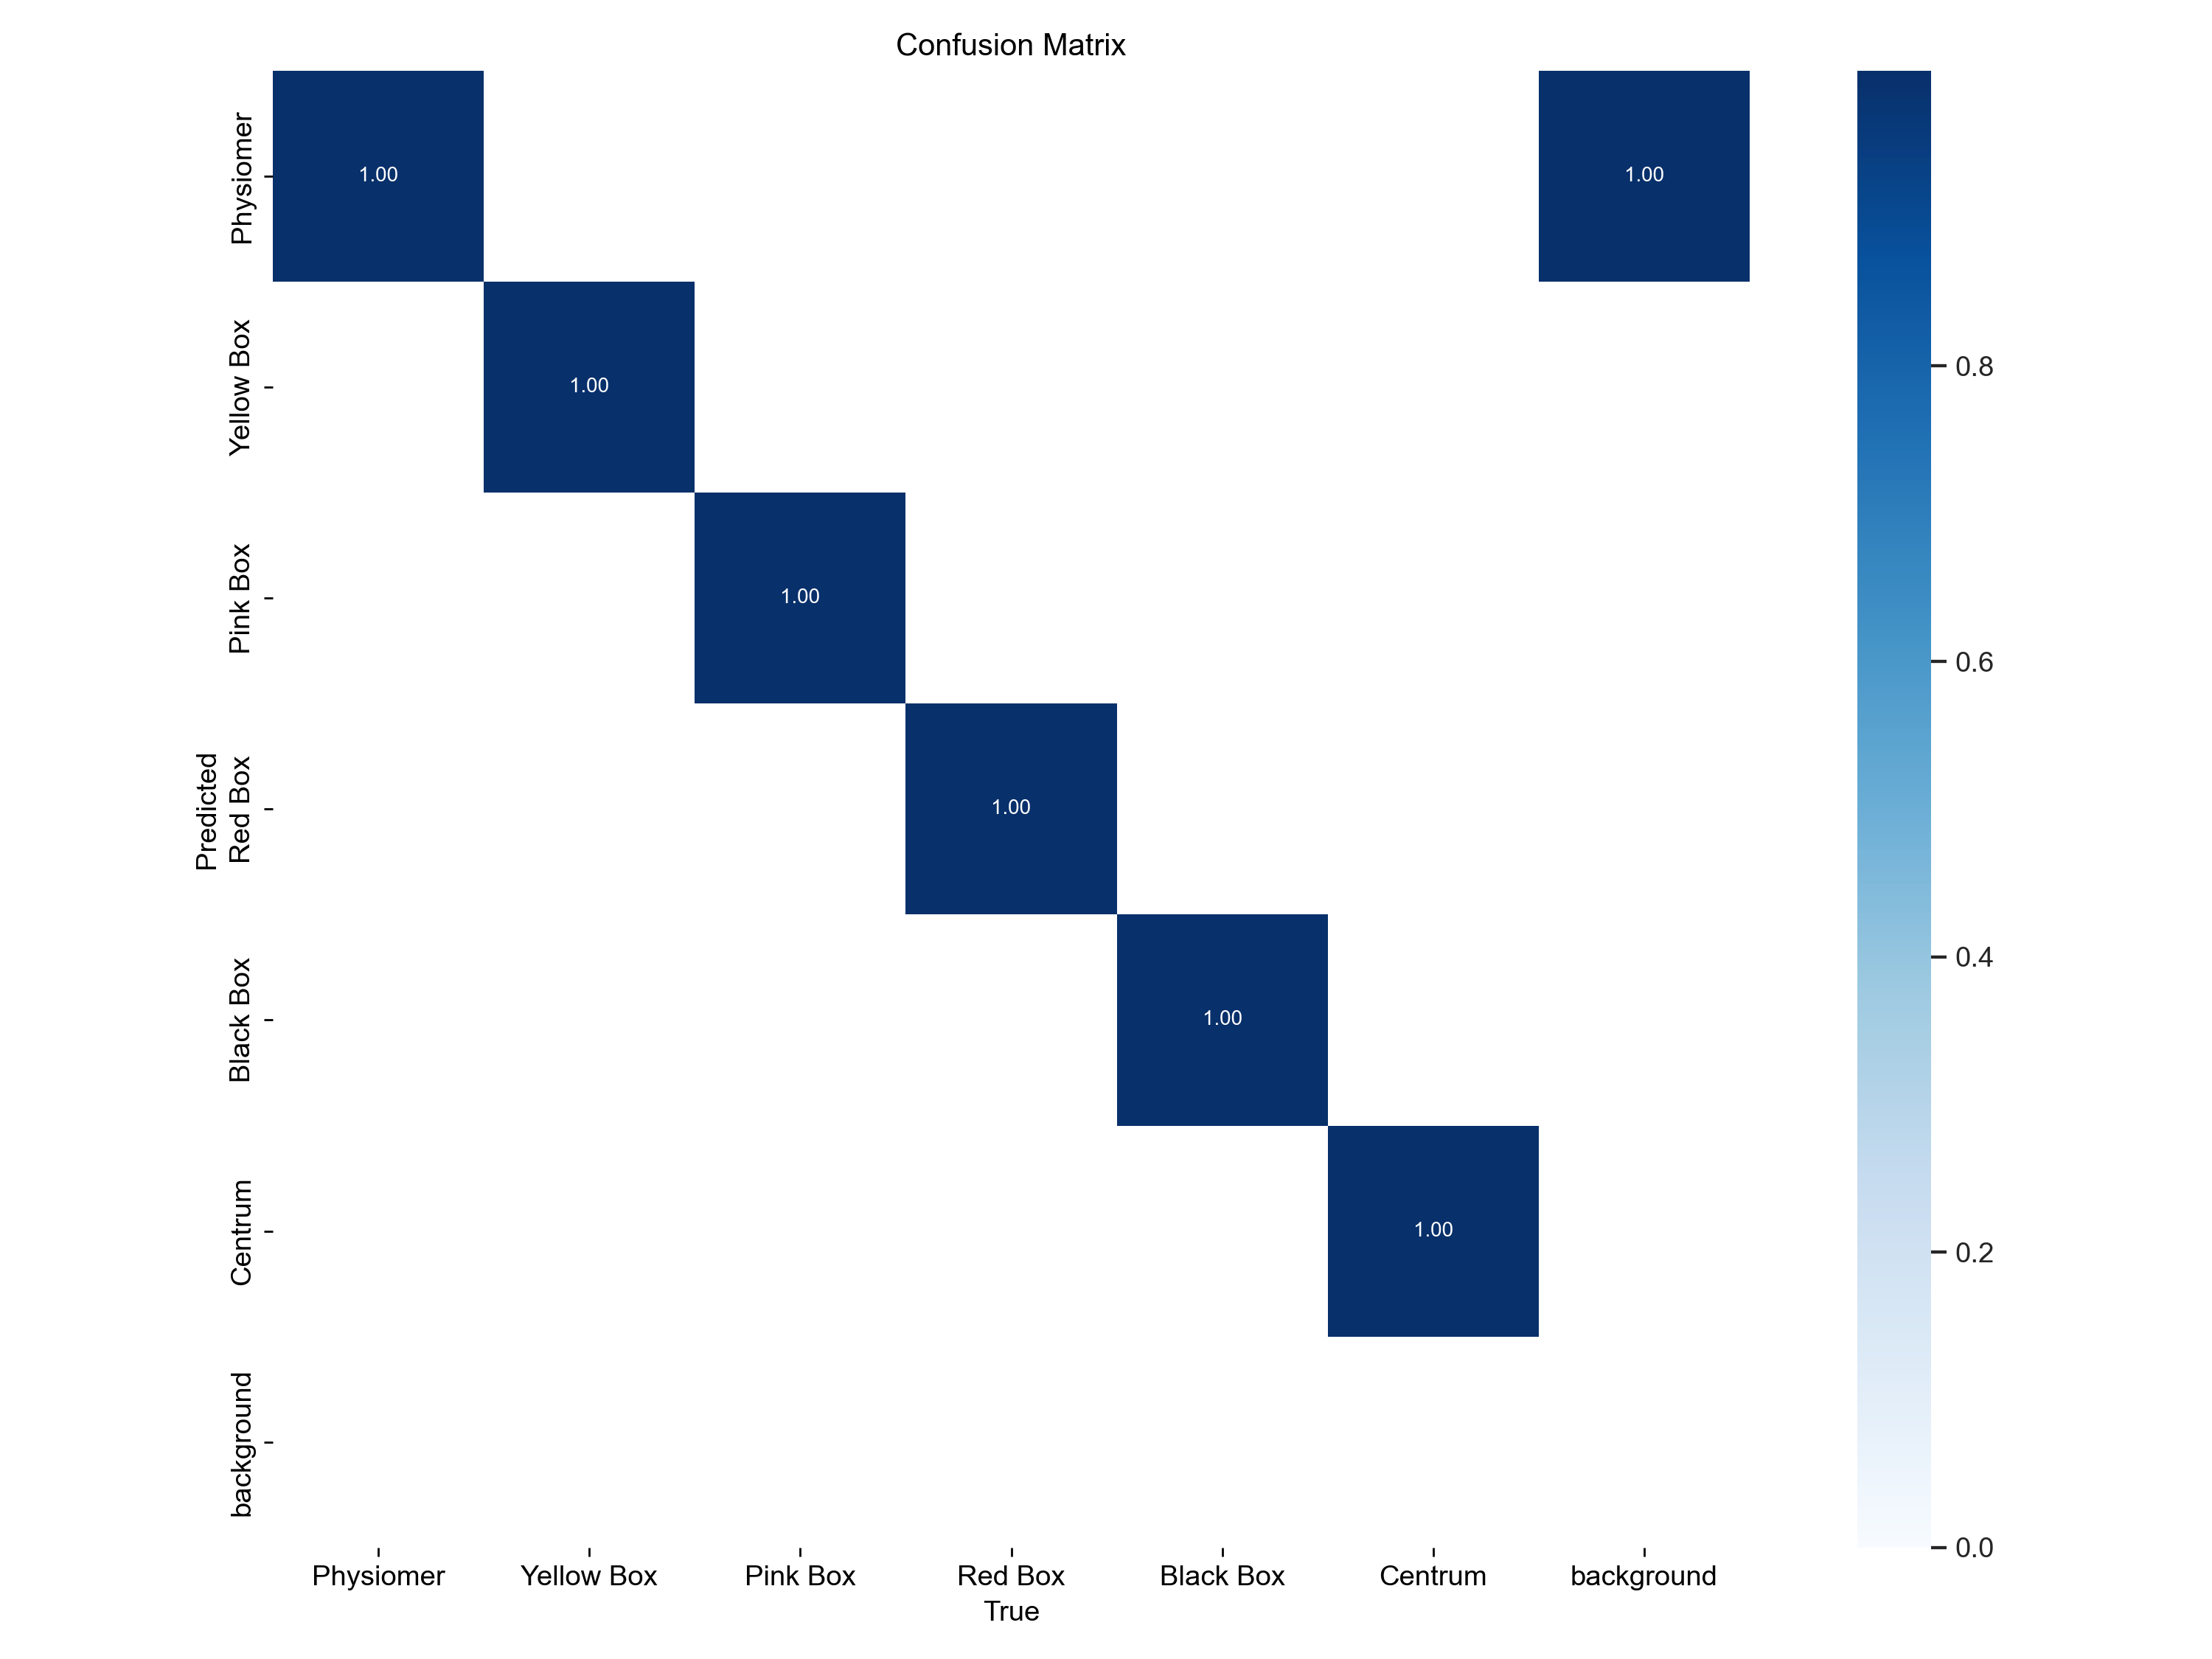 Confusion Matrix
Physiomer
1.00
1.00
Yellow Box
1.00
0.8
Pink Box
1.00
0.6
Predicted
Red Box
1.00
0.4
Black Box
1.00
Centrum
1.00
0.2
background
0.0
Physiomer Yellow Box Pink Box Red Box Black Box Centrum background
True